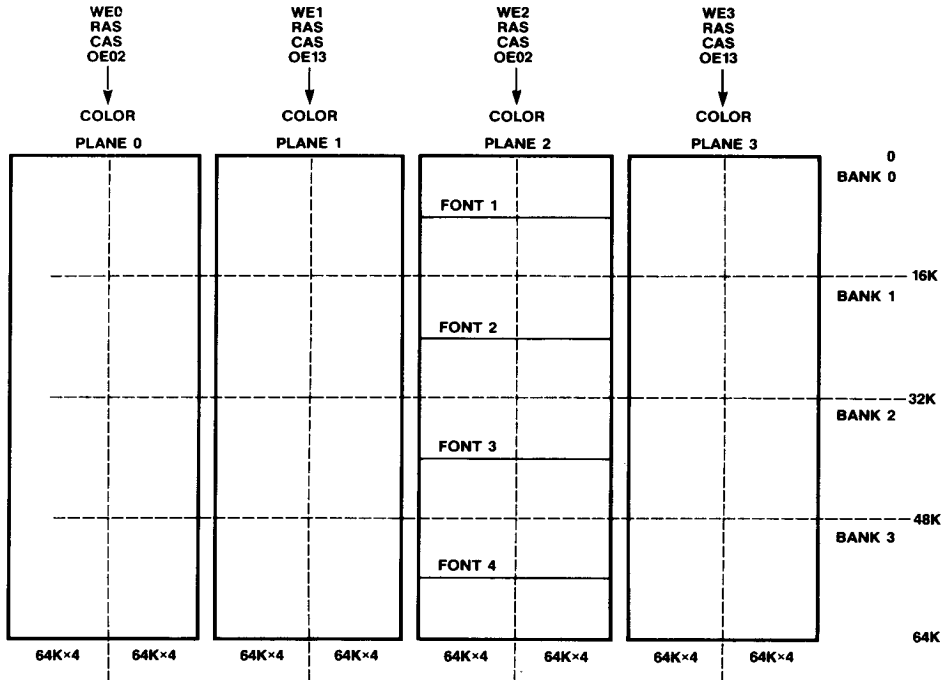 WE0 WE1 WE2 WE3
RAS RAS RAS RAS
CAS CAS CAS CAS
OE02 OE13 OE02 OE13
COLOR COLOR COLOR COLOR
PLANE 0 PLANE 1 PLANE 2 PLANE 3
0
BANK 0
FONT 1
16K
BANK 1
FONT 2
32K
BANK 2
FONT 3
48K
BANK 3
FONT 4
64K
64K×4 64K×4 64K×4 64K×4 64K×4 64K×4 64K×4 64K×4